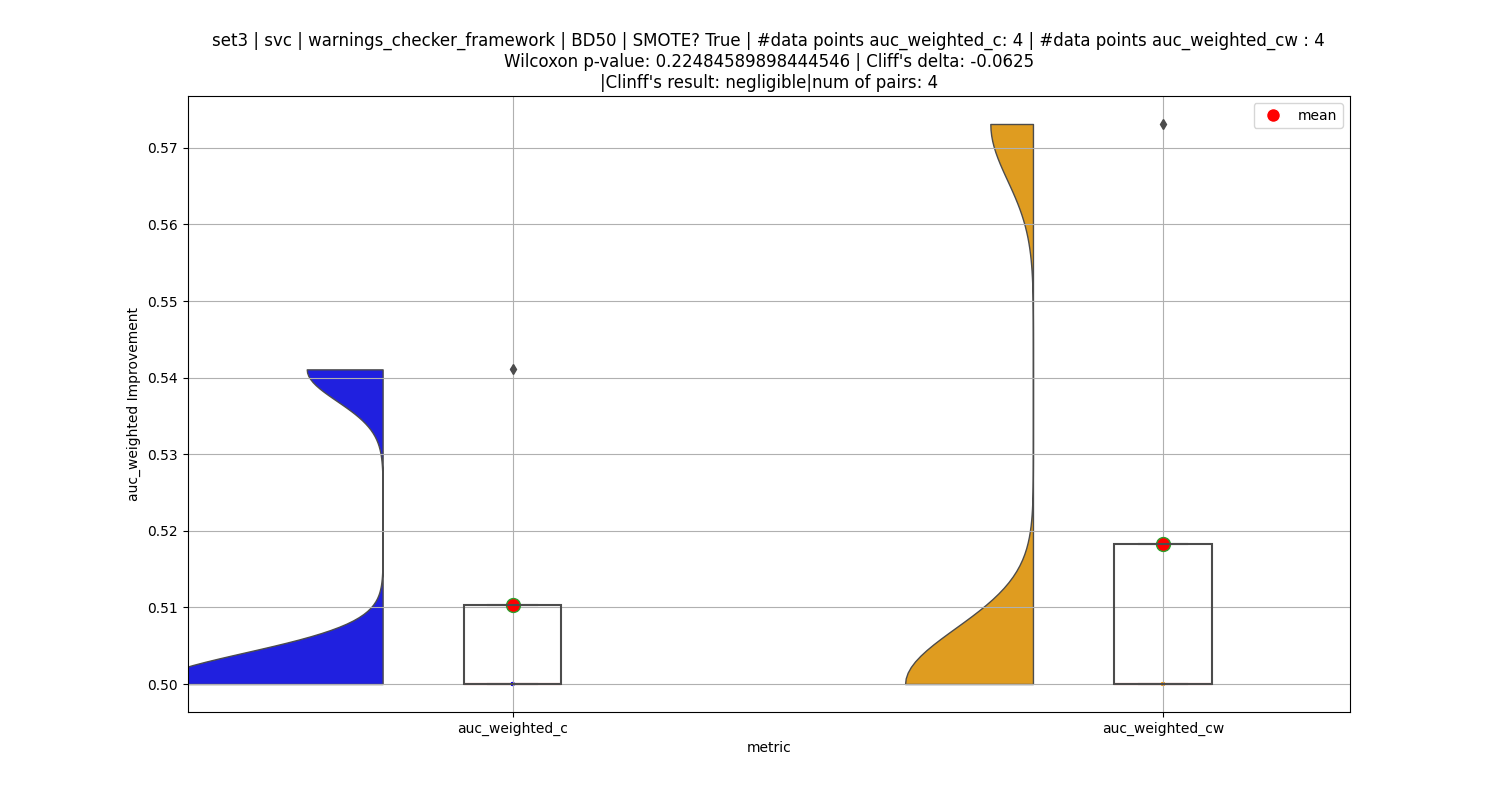 set3 | svc | warnings_checker_framework | BD50 | SMOTE? True | #data points auc_weighted_c: 4 | #data points auc_weighted_cw : 4
Wilcoxon p-value: 0.22484589898444546 | Cliff's delta: -0.0625
|Clinff's result: negligible|num of pairs: 4
mean
0.57
0.56
0.55
0.54
0.53
0.52
0.51
0.50
auc_weighted Improvement
auc_weighted_c
auc_weighted_cw
metric